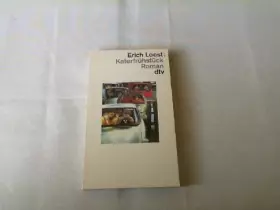 Erich Loest:
Katerfrühstück
Roman
dtv